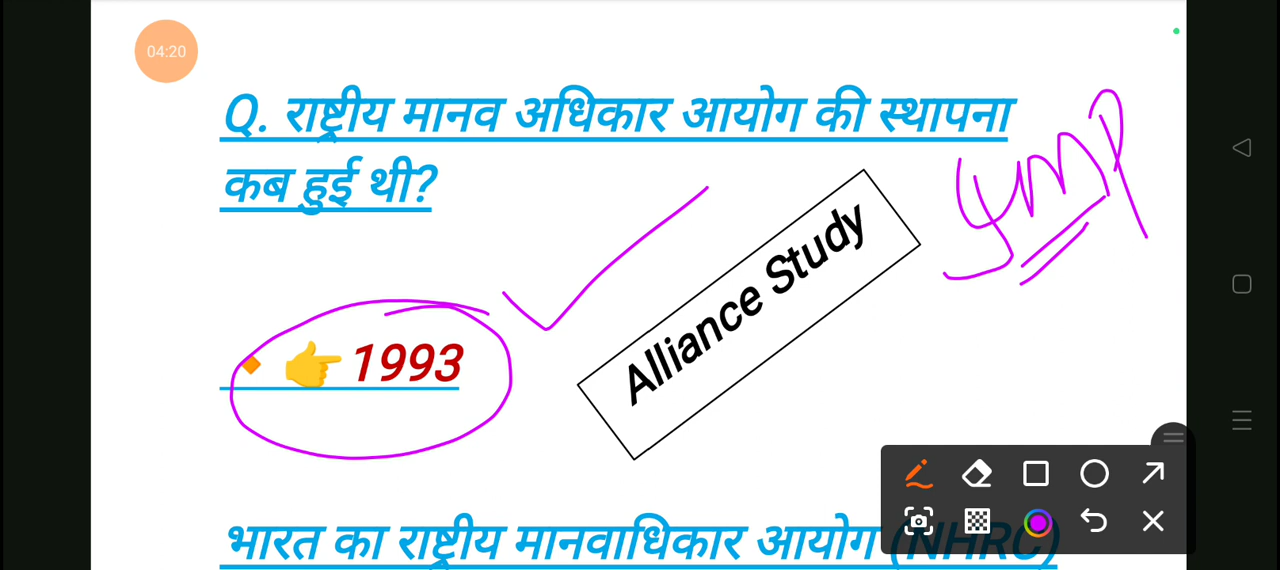 04:20
Q. राष्ट्रीय मानव अधिकार आयोग की स्थापना
कब हुई थी?
Imp
Alliance Study
👉 1993
भारत का राष्ट्रीय मानवाधिकार आयोग (NHRC)